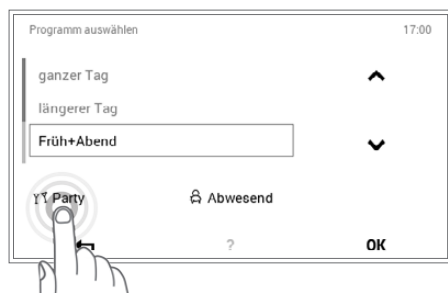 Programm auswählen 17:00
ganzer Tag
längerer Tag
Früh+Abend
Party Abwesend
? OK